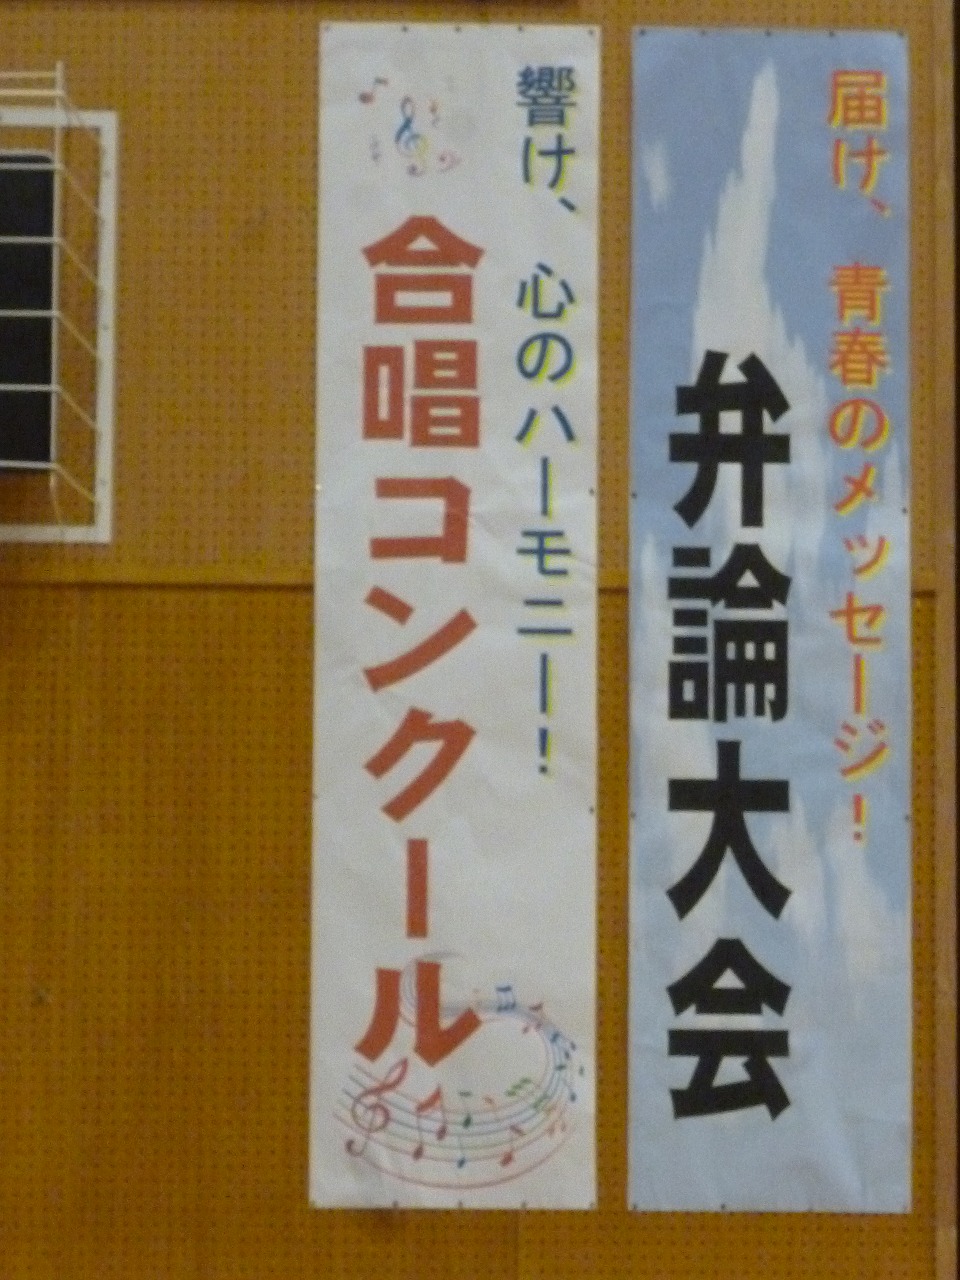 届け、青春のメッセージ!
弁論大会
響け、心のハーモニー!
合唱コンクール